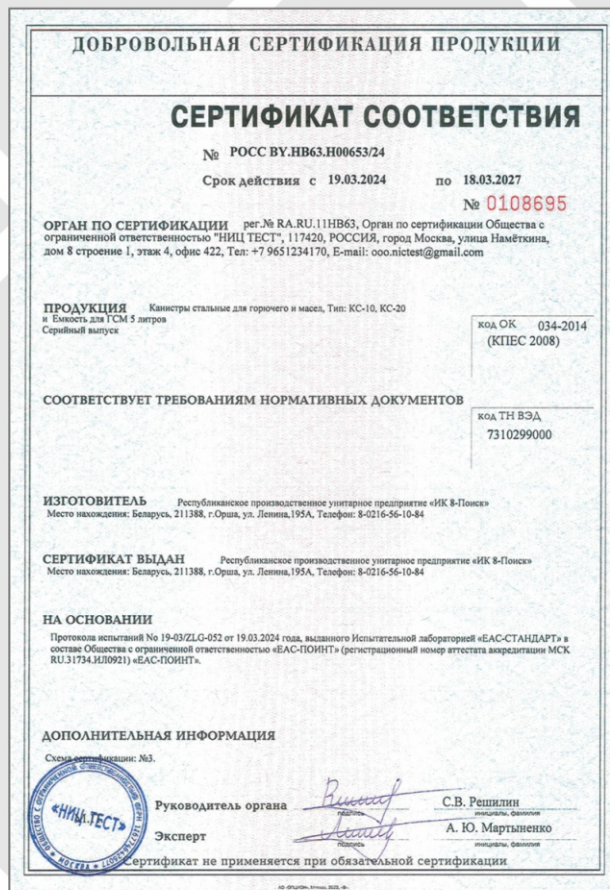 ДОБРОВОЛЬНАЯ СЕРТИФИКАЦИЯ ПРОДУКЦИИ
СЕРТИФИКАТ СООТВЕТСТВИЯ
№ РОСС BY.НВ63.Н00653/24
Срок действия с 19.03.2024 по 18.03.2027
№ 0108695
ОРГАН ПО СЕРТИФИКАЦИИ рег.№ RA.RU.11НВ63, Орган по сертификации Общества с
ограниченной ответственностью "НИЦ ТЕСТ", 117420, РОССИЯ, город Москва, улица Намёткина,
дом 8 строение 1, этаж 4, офис 422, Тел: +7 9651234170, E-mail: ooo.nictest@gmail.com
ПРОДУКЦИЯ Канистры стальные для горючего и масел, Тип: КС-10, КС-20
и Емкость для ГСМ 5 литров
Серийный выпуск
код ОК 034-2014
(КПЕС 2008)
СООТВЕТСТВУЕТ ТРЕБОВАНИЯМ НОРМАТИВНЫХ ДОКУМЕНТОВ
код ТН ВЭД
7310299000
ИЗГОТОВИТЕЛЬ Республиканское производственное унитарное предприятие «ИК 8-Поиск»
Место нахождения: Беларусь, 211388, г.Орша, ул. Ленина,195А, Телефон: 8-0216-56-10-84
СЕРТИФИКАТ ВЫДАН Республиканское производственное унитарное предприятие «ИК 8-Поиск»
Место нахождения: Беларусь, 211388, г.Орша, ул. Ленина,195А, Телефон: 8-0216-56-10-84
НА ОСНОВАНИИ
Протокола испытаний No 19-03/ZLG-052 от 19.03.2024 года, выданного Испытательной лабораторией «ЕАС-СТАНДАРТ» в
составе Общества с ограниченной ответственностью «ЕАС-ПОИНТ» (регистрационный номер аттестата аккредитации МСК
RU.31734.ИЛ0921) «ЕАС-ПОИНТ».
ДОПОЛНИТЕЛЬНАЯ ИНФОРМАЦИЯ
Схема сертификации: №3.
«НИЦ ТЕСТ»
МОСКВА
Руководитель органа
подпись
С.В. Решилин
инициалы, фамилия
Эксперт
подпись
А. Ю. Мартыненко
инициалы, фамилия
Сертификат не применяется при обязательной сертификации